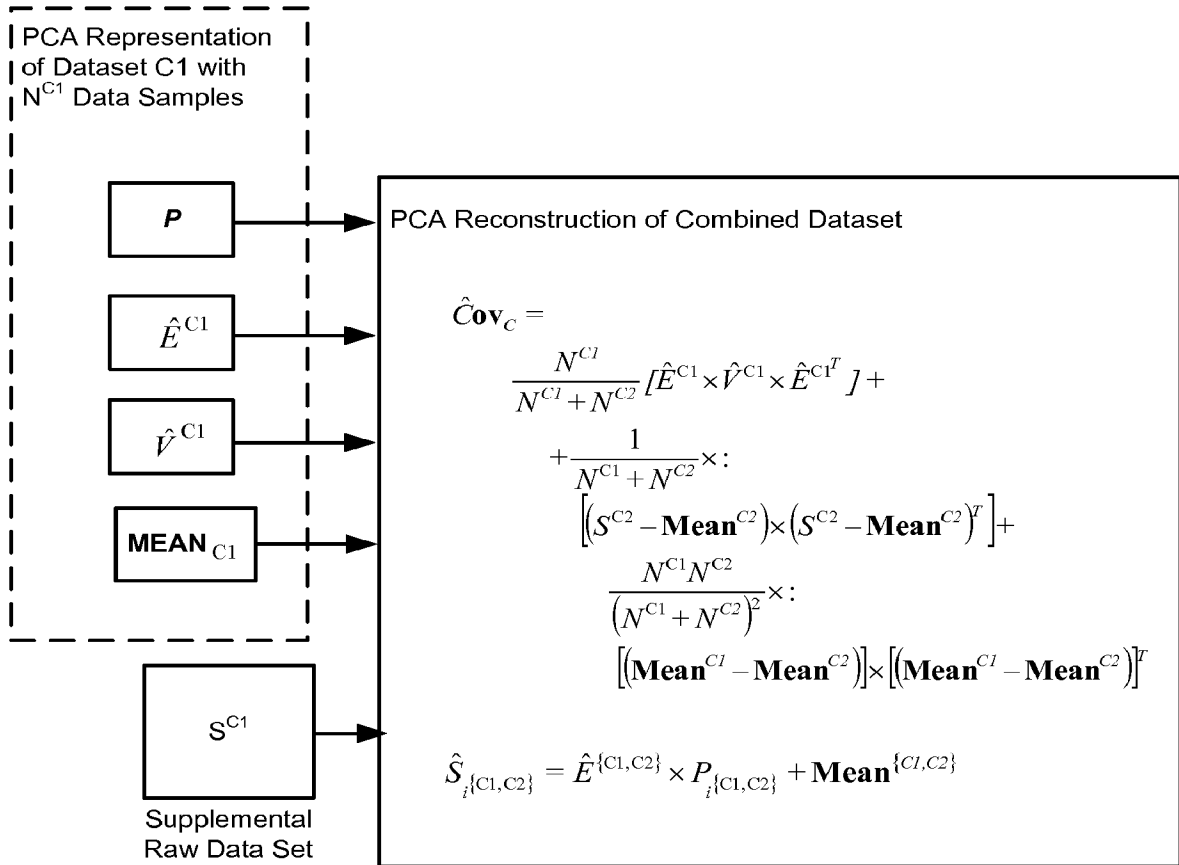 PCA Representation
of Dataset C1 with
N^C1 Data Samples
P
Ê^C1
V̂^C1
MEAN_C1
S^C1
Supplemental
Raw Data Set
PCA Reconstruction of Combined Dataset
Ĉov_C =
N^C1 / (N^C1 + N^C2) [Ê^C1 × V̂^C1 × Ê^C1^T ] +
+ 1 / (N^C1 + N^C2) × :
[(S^C2 − Mean^C2) × (S^C2 − Mean^C2)^T] +
N^C1 N^C2 / (N^C1 + N^C2)^2 × :
[(Mean^C1 − Mean^C2)] × [(Mean^C1 − Mean^C2)]^T
Ŝ_i{C1,C2} = Ê^{C1,C2} × P_i{C1,C2} + Mean^{C1,C2}